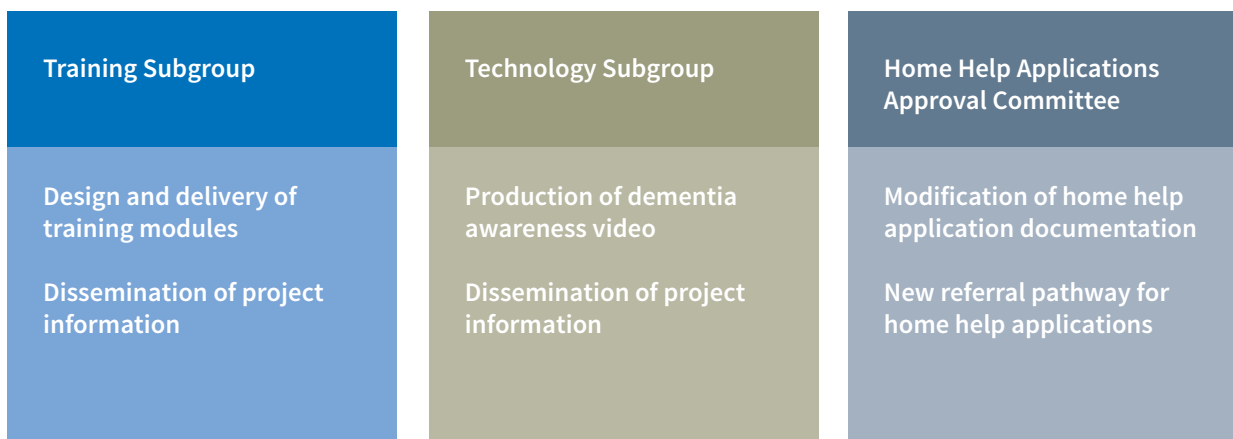 Training Subgroup
Design and delivery of
training modules
Dissemination of project
information
Technology Subgroup
Production of dementia
awareness video
Dissemination of project
information
Home Help Applications
Approval Committee
Modification of home help
application documentation
New referral pathway for
home help applications